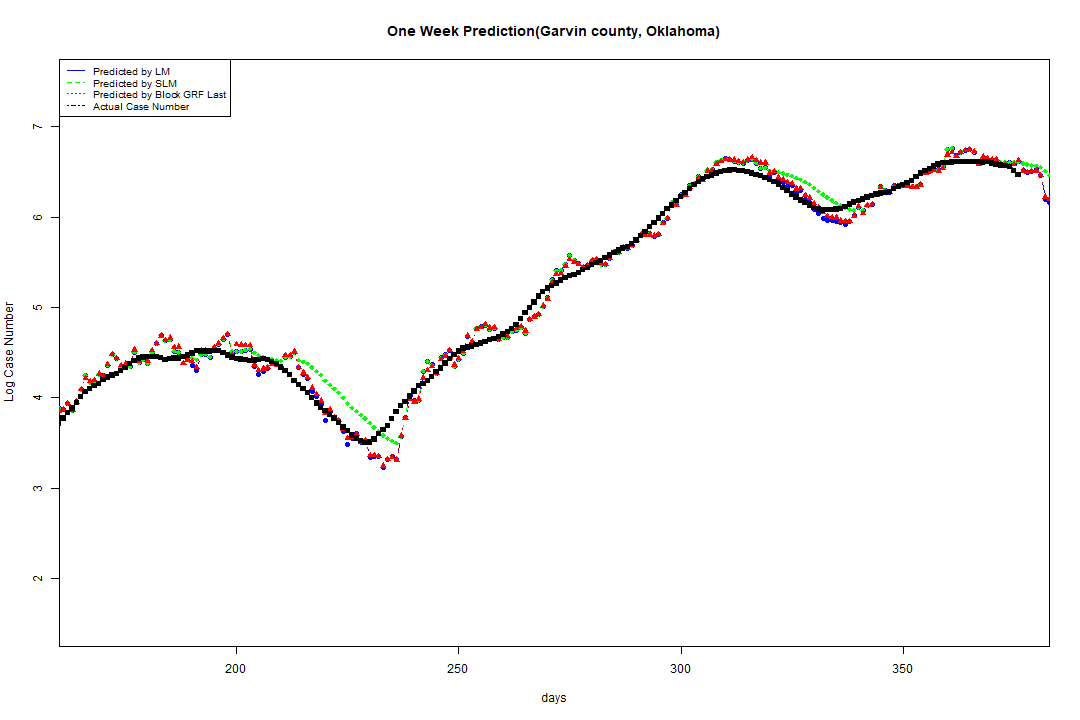 One Week Prediction(Garvin county, Oklahoma)
Predicted by LM
Predicted by SLM
Predicted by Block GRF Last
Actual Case Number
7
6
5
4
3
2
Log Case Number
200 250 300 350
days